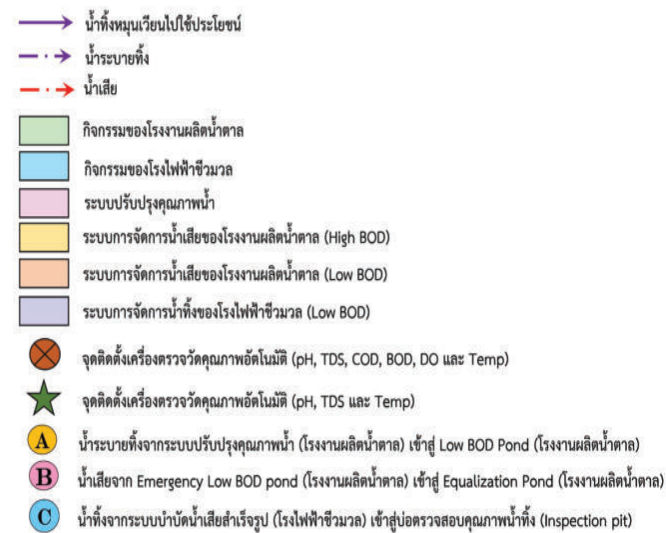 น้ำทิ้งหมุนเวียนไปใช้ประโยชน์
น้ำระบายทิ้ง
น้ำเสีย
กิจกรรมของโรงงานผลิตน้ำตาล
กิจกรรมของโรงไฟฟ้าชีวมวล
ระบบปรับปรุงคุณภาพน้ำ
ระบบการจัดการน้ำเสียของโรงงานผลิตน้ำตาล (High BOD)
ระบบการจัดการน้ำเสียของโรงงานผลิตน้ำตาล (Low BOD)
ระบบการจัดการน้ำทิ้งของโรงไฟฟ้าชีวมวล (Low BOD)
จุดติดตั้งเครื่องตรวจวัดคุณภาพอัตโนมัติ (pH, TDS, COD, BOD, DO และ Temp)
จุดติดตั้งเครื่องตรวจวัดคุณภาพอัตโนมัติ (pH, TDS และ Temp)
A น้ำระบายทิ้งจากระบบปรับปรุงคุณภาพน้ำ (โรงงานผลิตน้ำตาล) เข้าสู่ Low BOD Pond (โรงงานผลิตน้ำตาล)
B น้ำเสียจาก Emergency Low BOD pond (โรงงานผลิตน้ำตาล) เข้าสู่ Equalization Pond (โรงงานผลิตน้ำตาล)
C น้ำทิ้งจากระบบบำบัดน้ำเสียสำเร็จรูป (โรงไฟฟ้าชีวมวล) เข้าสู่บ่อตรวจสอบคุณภาพน้ำทิ้ง (Inspection pit)